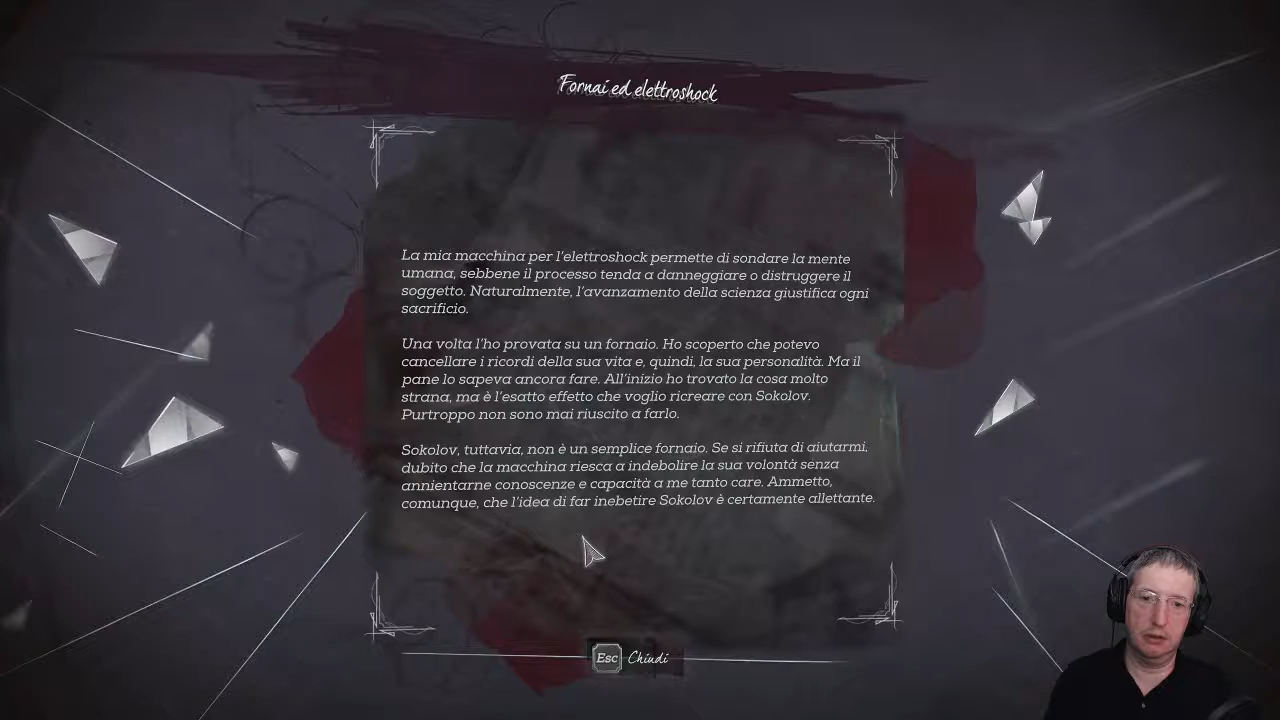 Fornai ed elettroshock
La mia macchina per l'elettroshock permette di sondare la mente
umana, sebbene il processo tenda a danneggiare o distruggere il
soggetto. Naturalmente, l'avanzamento della scienza giustifica ogni
sacrificio.
Una volta l'ho provata su un fornaio. Ho scoperto che potevo
cancellare i ricordi della sua vita e, quindi, la sua personalità. Ma il
pane lo sapeva ancora fare. All'inizio ho trovato la cosa molto
strana, ma è l'esatto effetto che voglio ricreare con Sokolov.
Purtroppo non sono mai riuscito a farlo.
Sokolov, tuttavia, non è un semplice fornaio. Se si rifiuta di aiutarmi,
dubito che la macchina riesca a indebolire la sua volontà senza
annientarne conoscenze e capacità a me tanto care. Ammetto,
comunque, che l'idea di far inebetire Sokolov è certamente allettante.
Esc Chiudi